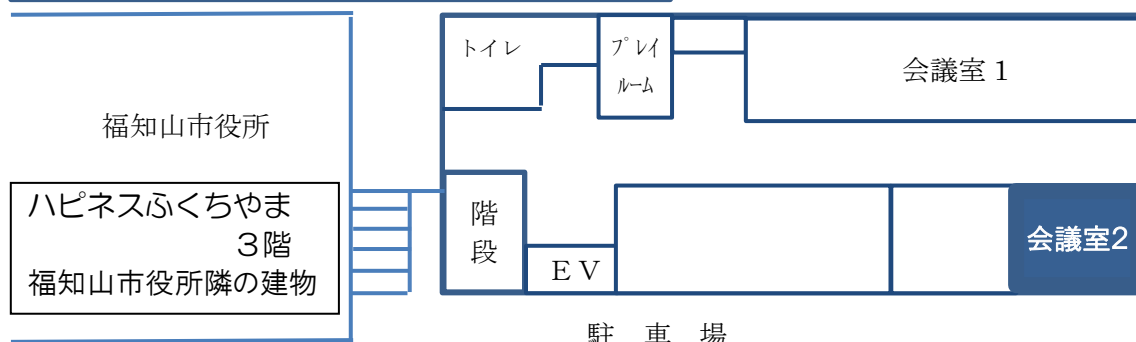 トイレ
プレイ
ルーム
会議室1
福知山市役所
ハピネスふくちやま
3階
福知山市役所隣の建物
階
段
EV
会議室2
駐 車 場